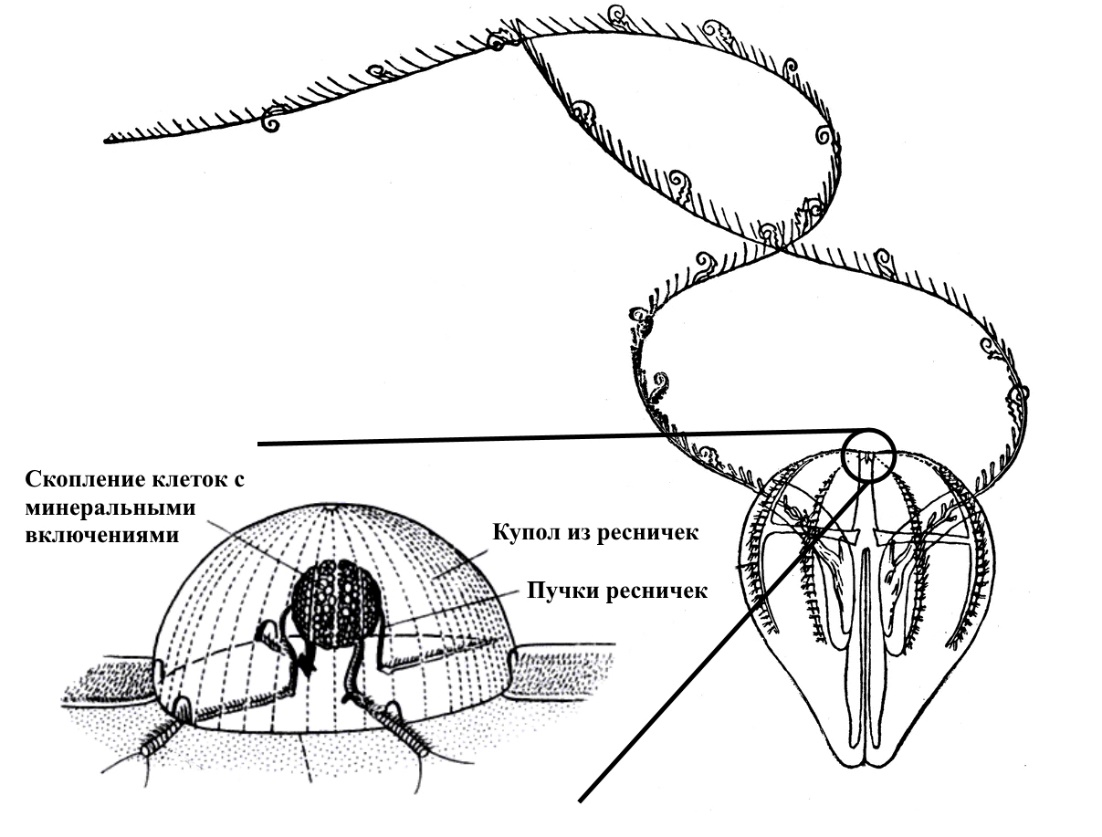 Скопление клеток с
минеральными
включениями
Купол из ресничек
Пучки ресничек